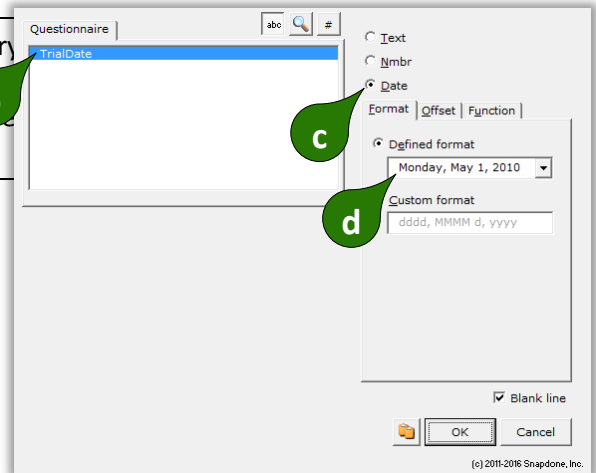 Questionnaire
abc
#
TrialDate
Text
Nmbr
Date
c
Format
Offset
Function
Defined format
Monday, May 1, 2010
d
Custom format
dddd, MMMM d, yyyy
Blank line
OK
Cancel
(c) 2011-2016 Snapdone, Inc.